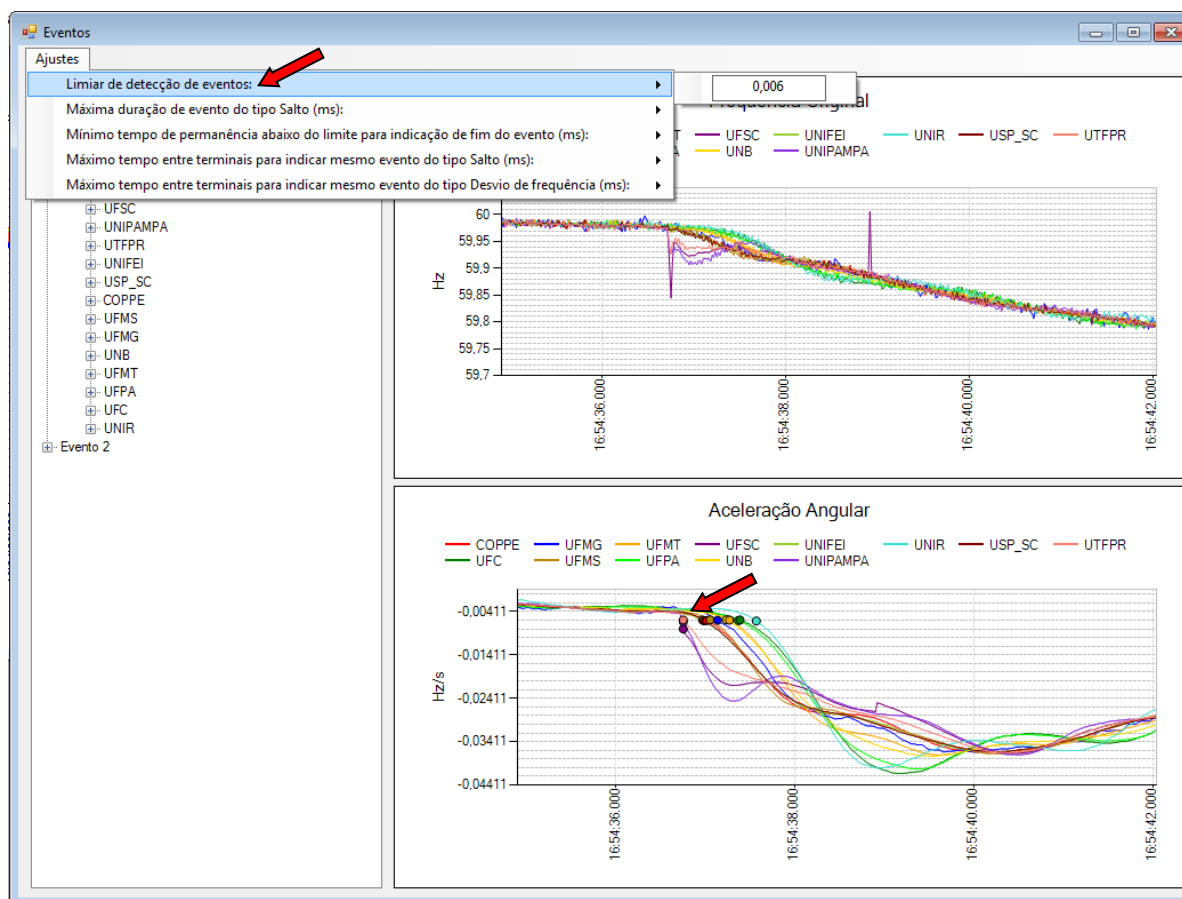 Eventos
Ajustes
Limiar de detecção de eventos:
0,006
Máxima duração de evento do tipo Salto (ms):
Mínimo tempo de permanência abaixo do limite para indicação de fim do evento (ms):
Máximo tempo entre terminais para indicar mesmo evento do tipo Salto (ms):
Máximo tempo entre terminais para indicar mesmo evento do tipo Desvio de frequência (ms):
UFSC
UNIPAMPA
UTFPR
UNIFEI
USP_SC
COPPE
UFMS
UFMG
UNB
UFMT
UFPA
UFC
UNIR
Evento 2
Frequência Original
T UFSC UNIFEI UNIR USP_SC UTFPR
A UNB UNIPAMPA
Hz
60
59,95
59,9
59,85
59,8
59,75
59,7
16:54:36.000 16:54:38.000 16:54:40.000 16:54:42.000
Aceleração Angular
COPPE UFMG UFMT UFSC UNIFEI UNIR USP_SC UTFPR
UFC UFMS UFPA UNB UNIPAMPA
Hz/s
-0,00411
-0,01411
-0,02411
-0,03411
-0,04411
16:54:36.000 16:54:38.000 16:54:40.000 16:54:42.000